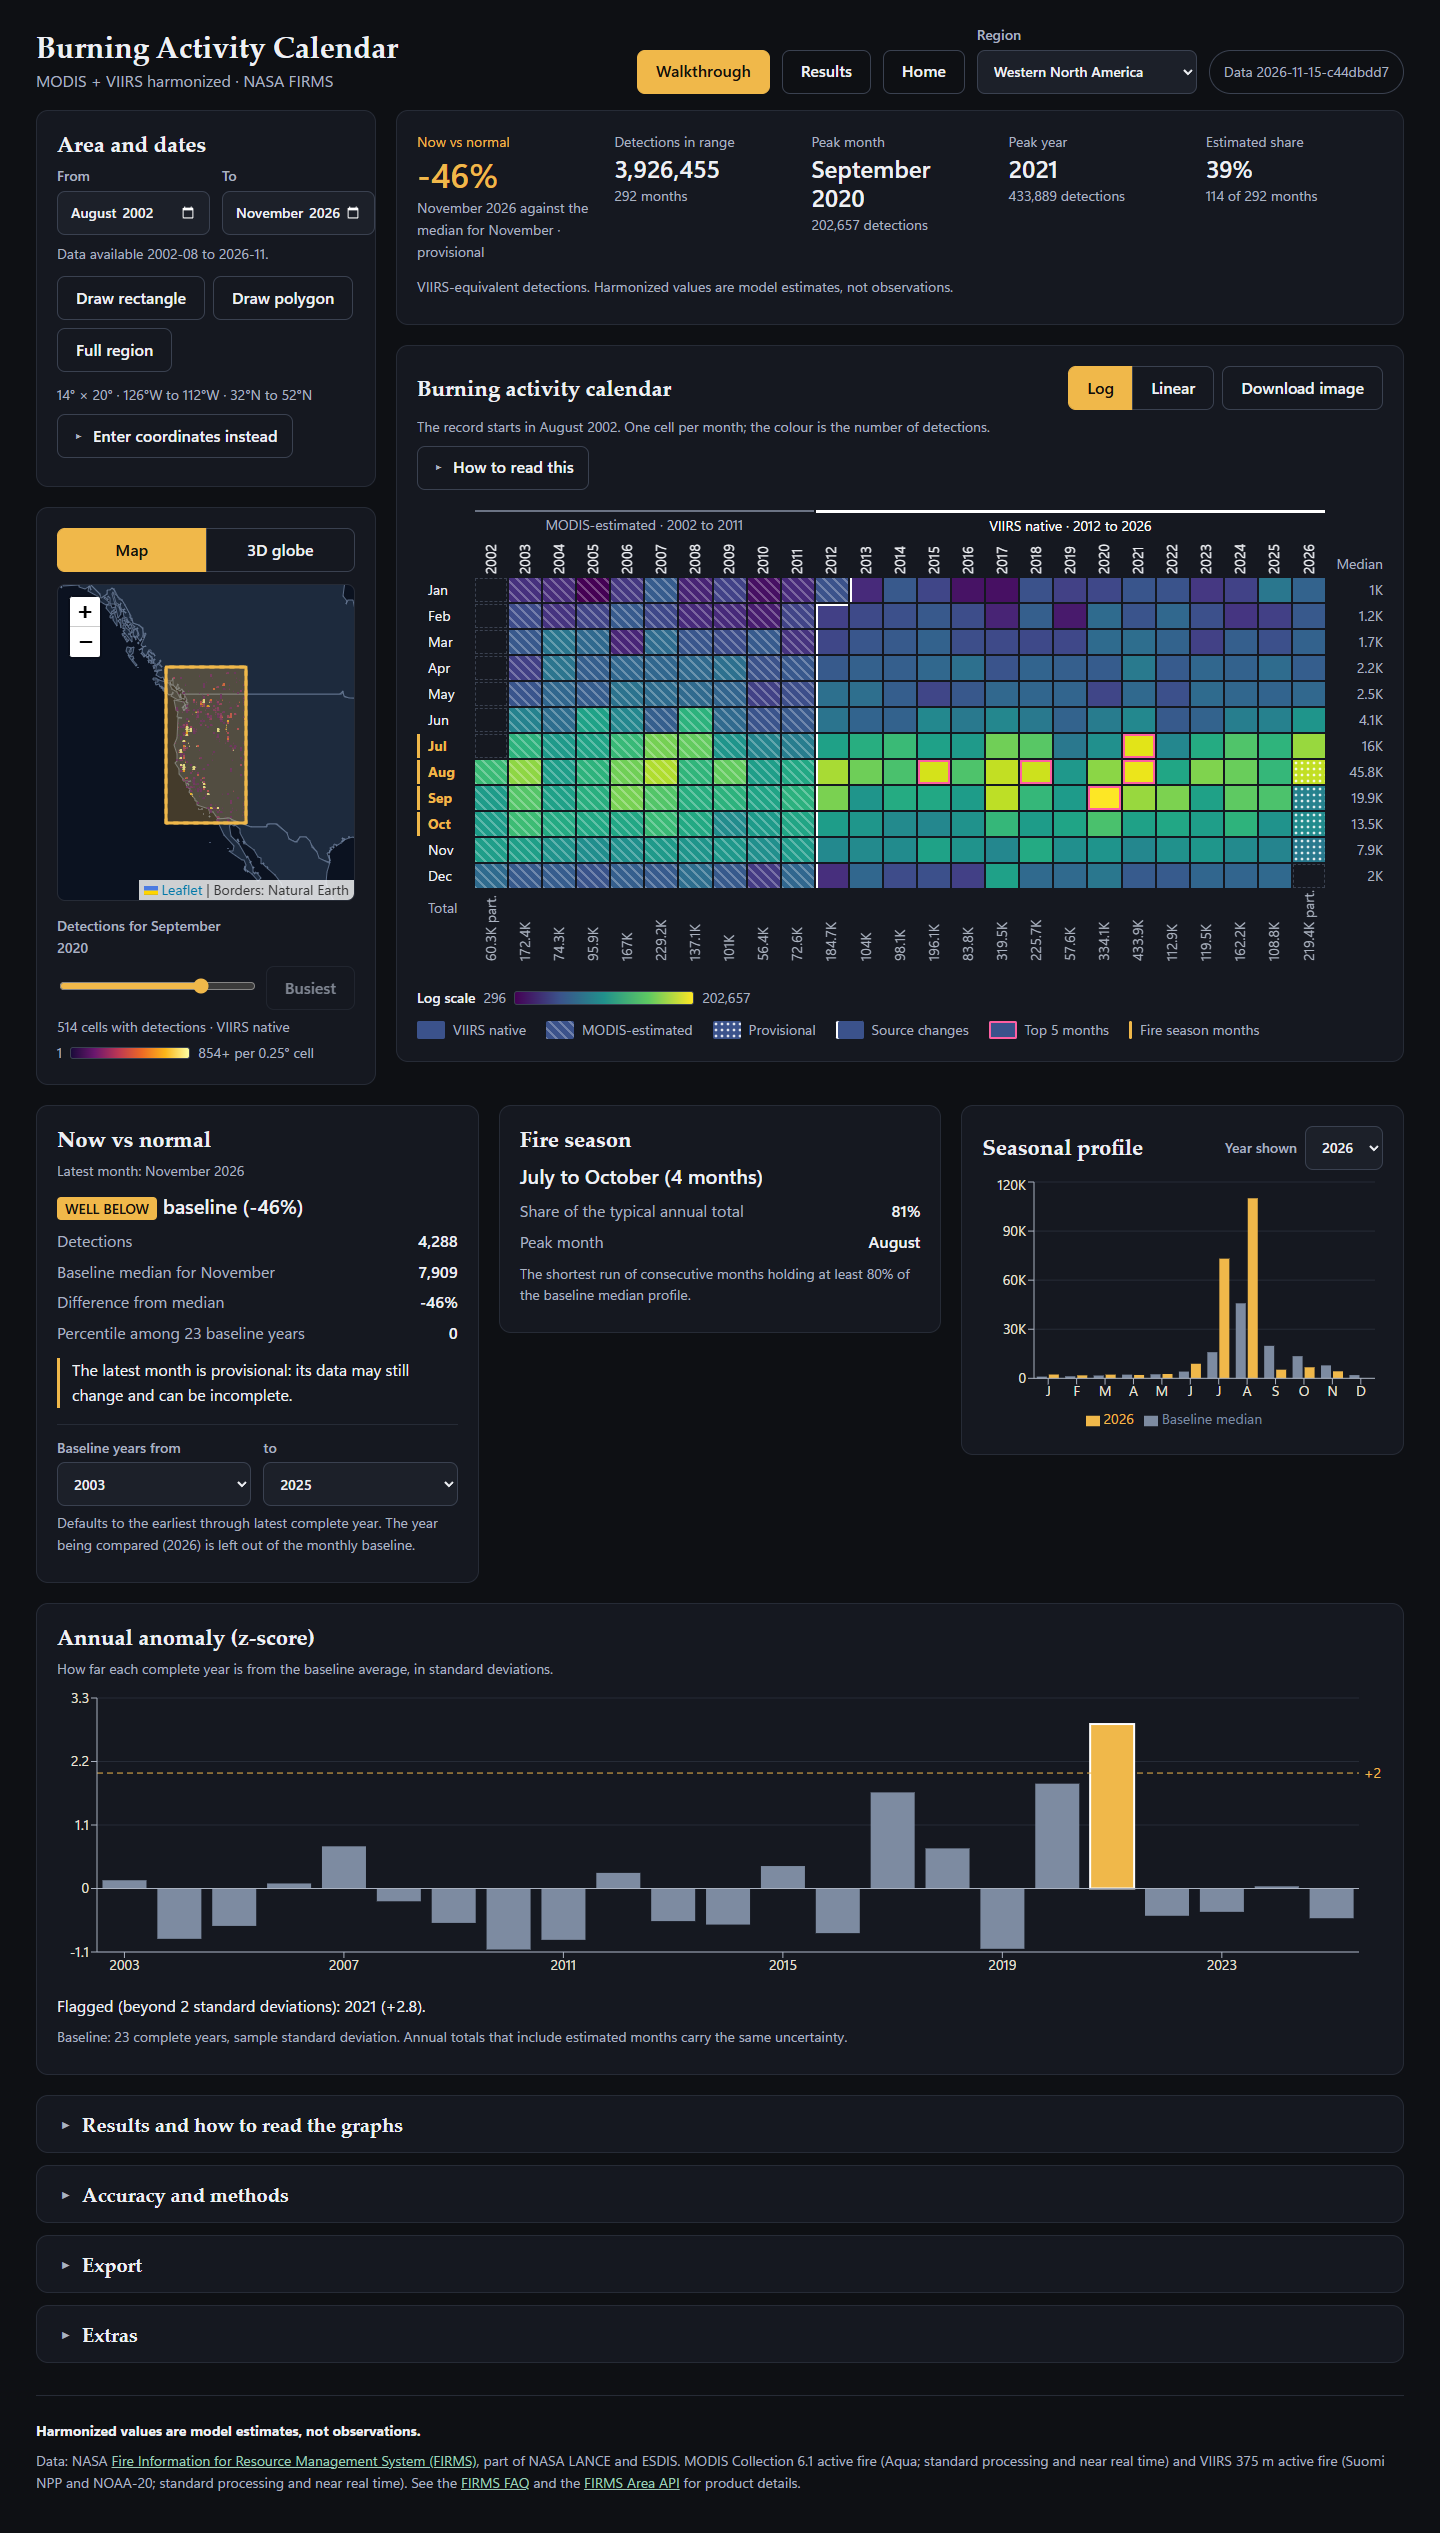 Burning Activity Calendar
MODIS + VIIRS harmonized · NASA FIRMS
Walkthrough
Results
Home
Region
Western North America
Data 2026-11-15-c44dbdd7
Area and dates
From
To
August 2002
November 2026
Data available 2002-08 to 2026-11.
Draw rectangle
Draw polygon
Full region
14° × 20° · 126°W to 112°W · 32°N to 52°N
Enter coordinates instead
Now vs normal
-46%
November 2026 against the
median for November ·
provisional
Detections in range
3,926,455
292 months
Peak month
September
2020
202,657 detections
Peak year
2021
433,889 detections
Estimated share
39%
114 of 292 months
VIIRS-equivalent detections. Harmonized values are model estimates, not observations.
Map
3D globe
+
−
Leaflet | Borders: Natural Earth
Detections for September
2020
Busiest
514 cells with detections · VIIRS native
1 854+ per 0.25° cell
Burning activity calendar
Log
Linear
Download image
The record starts in August 2002. One cell per month; the colour is the number of detections.
How to read this
MODIS-estimated · 2002 to 2011
VIIRS native · 2012 to 2026
2002 2003 2004 2005 2006 2007 2008 2009 2010 2011 2012 2013 2014 2015 2016 2017 2018 2019 2020 2021 2022 2023 2024 2025 2026 Median
Jan 1K
Feb 1.2K
Mar 1.7K
Apr 2.2K
May 2.5K
Jun 4.1K
Jul 16K
Aug 45.8K
Sep 19.9K
Oct 13.5K
Nov 7.9K
Dec 2K
Total 60.3K part. 172.4K 74.3K 95.9K 167K 229.2K 137.1K 101K 56.4K 72.6K 184.7K 104K 98.1K 196.1K 83.8K 319.5K 225.7K 57.6K 334.1K 433.9K 112.9K 119.5K 162.2K 108.8K 219.4K part.
Log scale 296 202,657
VIIRS native MODIS-estimated Provisional Source changes Top 5 months Fire season months
Now vs normal
Latest month: November 2026
WELL BELOW baseline (-46%)
Detections 4,288
Baseline median for November 7,909
Difference from median -46%
Percentile among 23 baseline years 0
The latest month is provisional: its data may still
change and can be incomplete.
Baseline years from
to
2003
2025
Defaults to the earliest through latest complete year. The year
being compared (2026) is left out of the monthly baseline.
Fire season
July to October (4 months)
Share of the typical annual total 81%
Peak month August
The shortest run of consecutive months holding at least 80% of
the baseline median profile.
Seasonal profile
Year shown
2026
120K
90K
60K
30K
0
J F M A M J J A S O N D
2026 Baseline median
Annual anomaly (z-score)
How far each complete year is from the baseline average, in standard deviations.
3.3
2.2
+2
1.1
0
-1.1
2003 2007 2011 2015 2019 2023
Flagged (beyond 2 standard deviations): 2021 (+2.8).
Baseline: 23 complete years, sample standard deviation. Annual totals that include estimated months carry the same uncertainty.
Results and how to read the graphs
Accuracy and methods
Export
Extras
Harmonized values are model estimates, not observations.
Data: NASA Fire Information for Resource Management System (FIRMS), part of NASA LANCE and ESDIS. MODIS Collection 6.1 active fire (Aqua; standard processing and near real time) and VIIRS 375 m active fire (Suomi
NPP and NOAA-20; standard processing and near real time). See the FIRMS FAQ and the FIRMS Area API for product details.